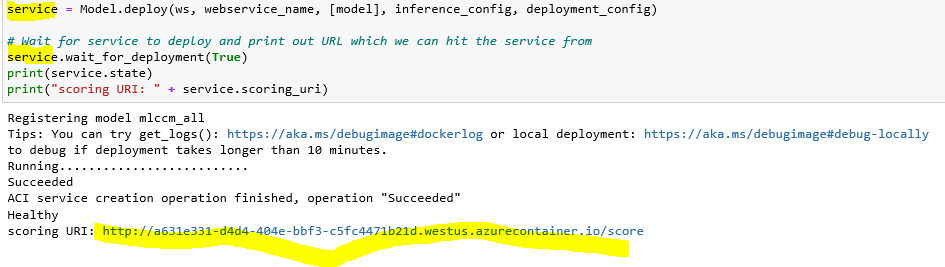 service = Model.deploy(ws, webservice_name, [model], inference_config, deployment_config)
# Wait for service to deploy and print out URL which we can hit the service from
service.wait_for_deployment(True)
print(service.state)
print("scoring URI: " + service.scoring_uri)
Registering model mlccm_all
Tips: You can try get_logs(): https://aka.ms/debugimage#dockerlog or local deployment: https://aka.ms/debugimage#debug-locally
to debug if deployment takes longer than 10 minutes.
Running..........................
Succeeded
ACI service creation operation finished, operation "Succeeded"
Healthy
scoring URI: http://a631e331-d4d4-404e-bbf3-c5fc4471b21d.westus.azurecontainer.io/score